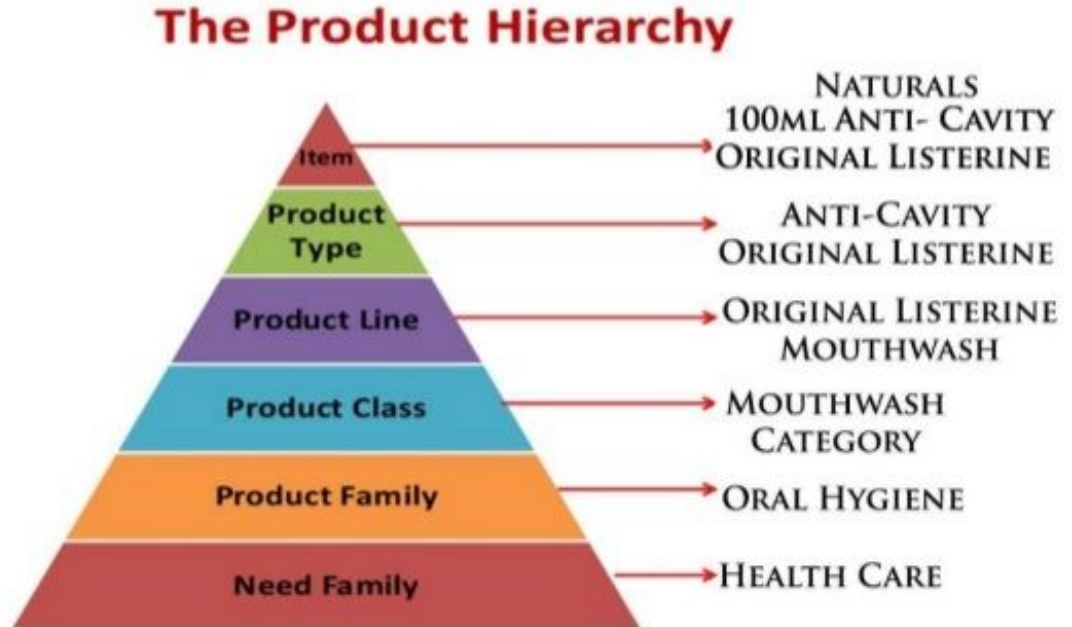 The Product Hierarchy
Item
NATURALS
100ML ANTI- CAVITY
ORIGINAL LISTERINE
Product
Type
ANTI-CAVITY
ORIGINAL LISTERINE
Product Line
ORIGINAL LISTERINE
MOUTHWASH
Product Class
MOUTHWASH
CATEGORY
Product Family
ORAL HYGIENE
Need Family
HEALTH CARE